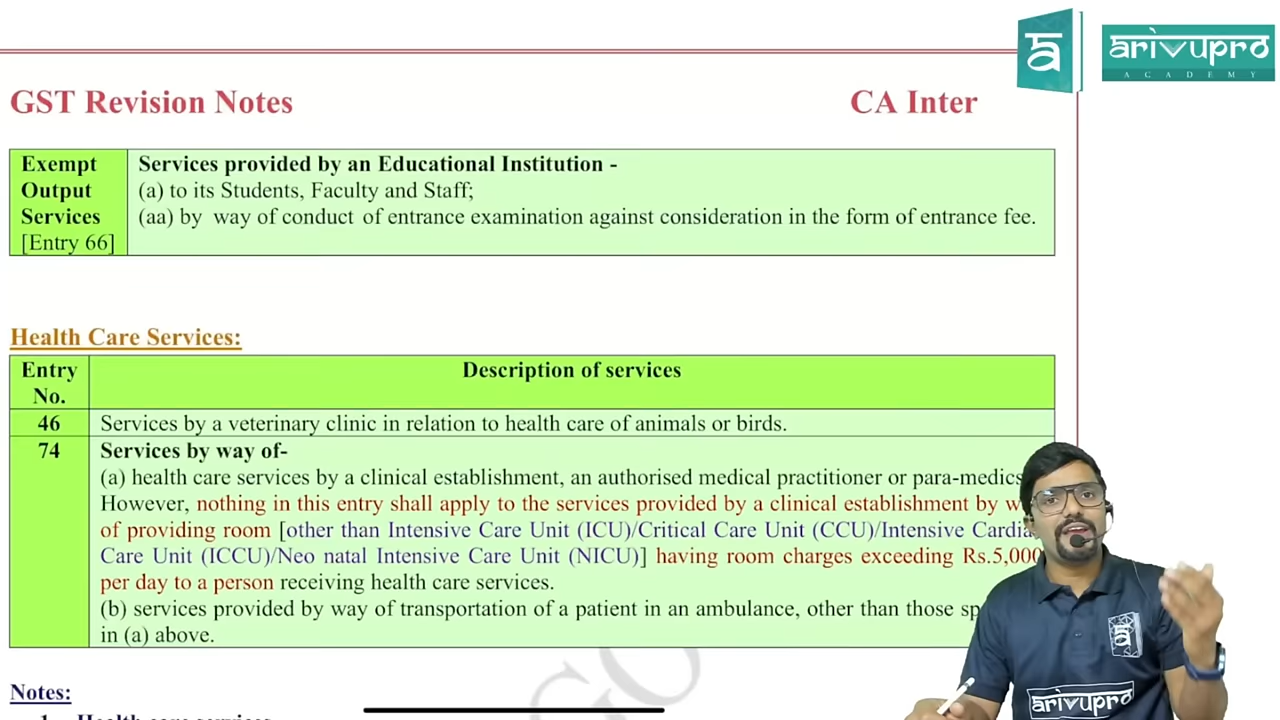 ā arivupro
ACADEMY
GST Revision Notes CA Inter
Exempt Services provided by an Educational Institution -
Output (a) to its Students, Faculty and Staff;
Services (aa) by way of conduct of entrance examination against consideration in the form of entrance fee.
[Entry 66]
Health Care Services:
Entry No. Description of services
46 Services by a veterinary clinic in relation to health care of animals or birds.
74 Services by way of-
(a) health care services by a clinical establishment, an authorised medical practitioner or para-medics
However, nothing in this entry shall apply to the services provided by a clinical establishment by
of providing room [other than Intensive Care Unit (ICU)/Critical Care Unit (CCU)/Intensive
Care Unit (ICCU)/Neo natal Intensive Care Unit (NICU)] having room charges exceeding Rs.5,000
per day to a person receiving health care services.
(b) services provided by way of transportation of a patient in an ambulance, other than those
in (a) above.
Notes:
1. Health care services
ā
arivupro